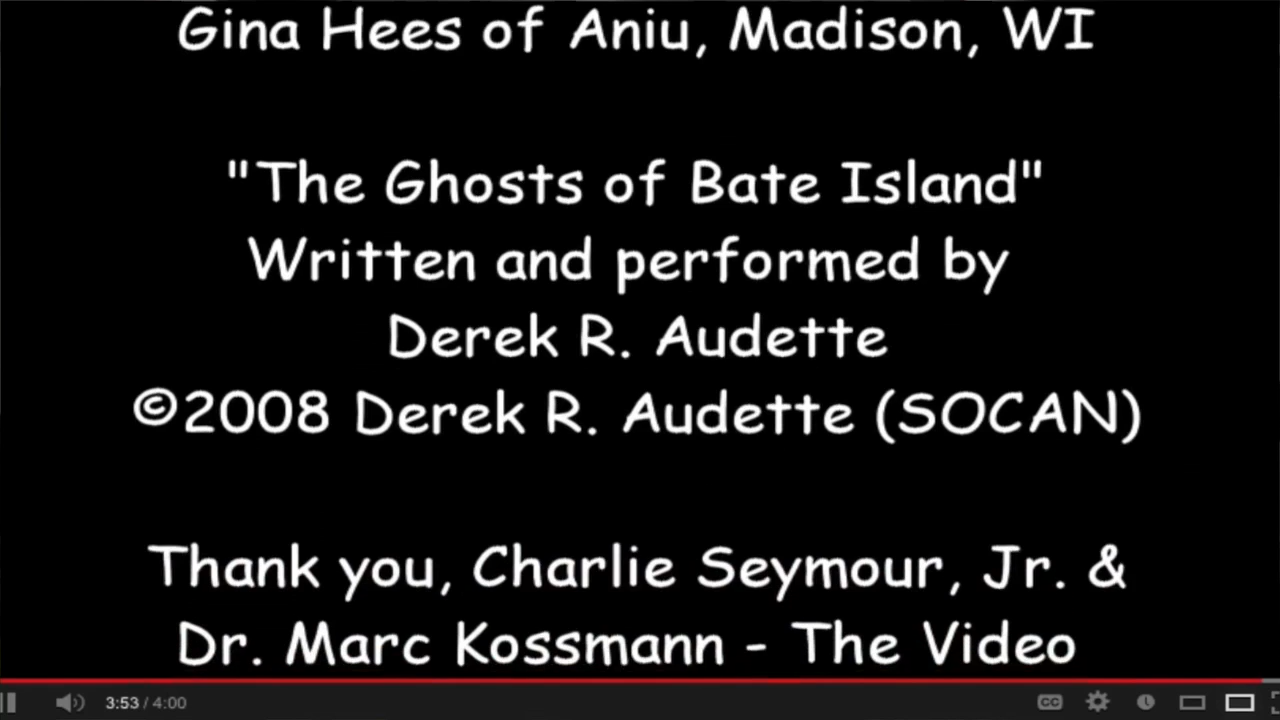 Gina Hees of Aniu, Madison, WI
"The Ghosts of Bate Island"
Written and performed by
Derek R. Audette
©2008 Derek R. Audette (SOCAN)
Thank you, Charlie Seymour, Jr. &
Dr. Marc Kossmann - The Video
3:53 / 4:00
CC